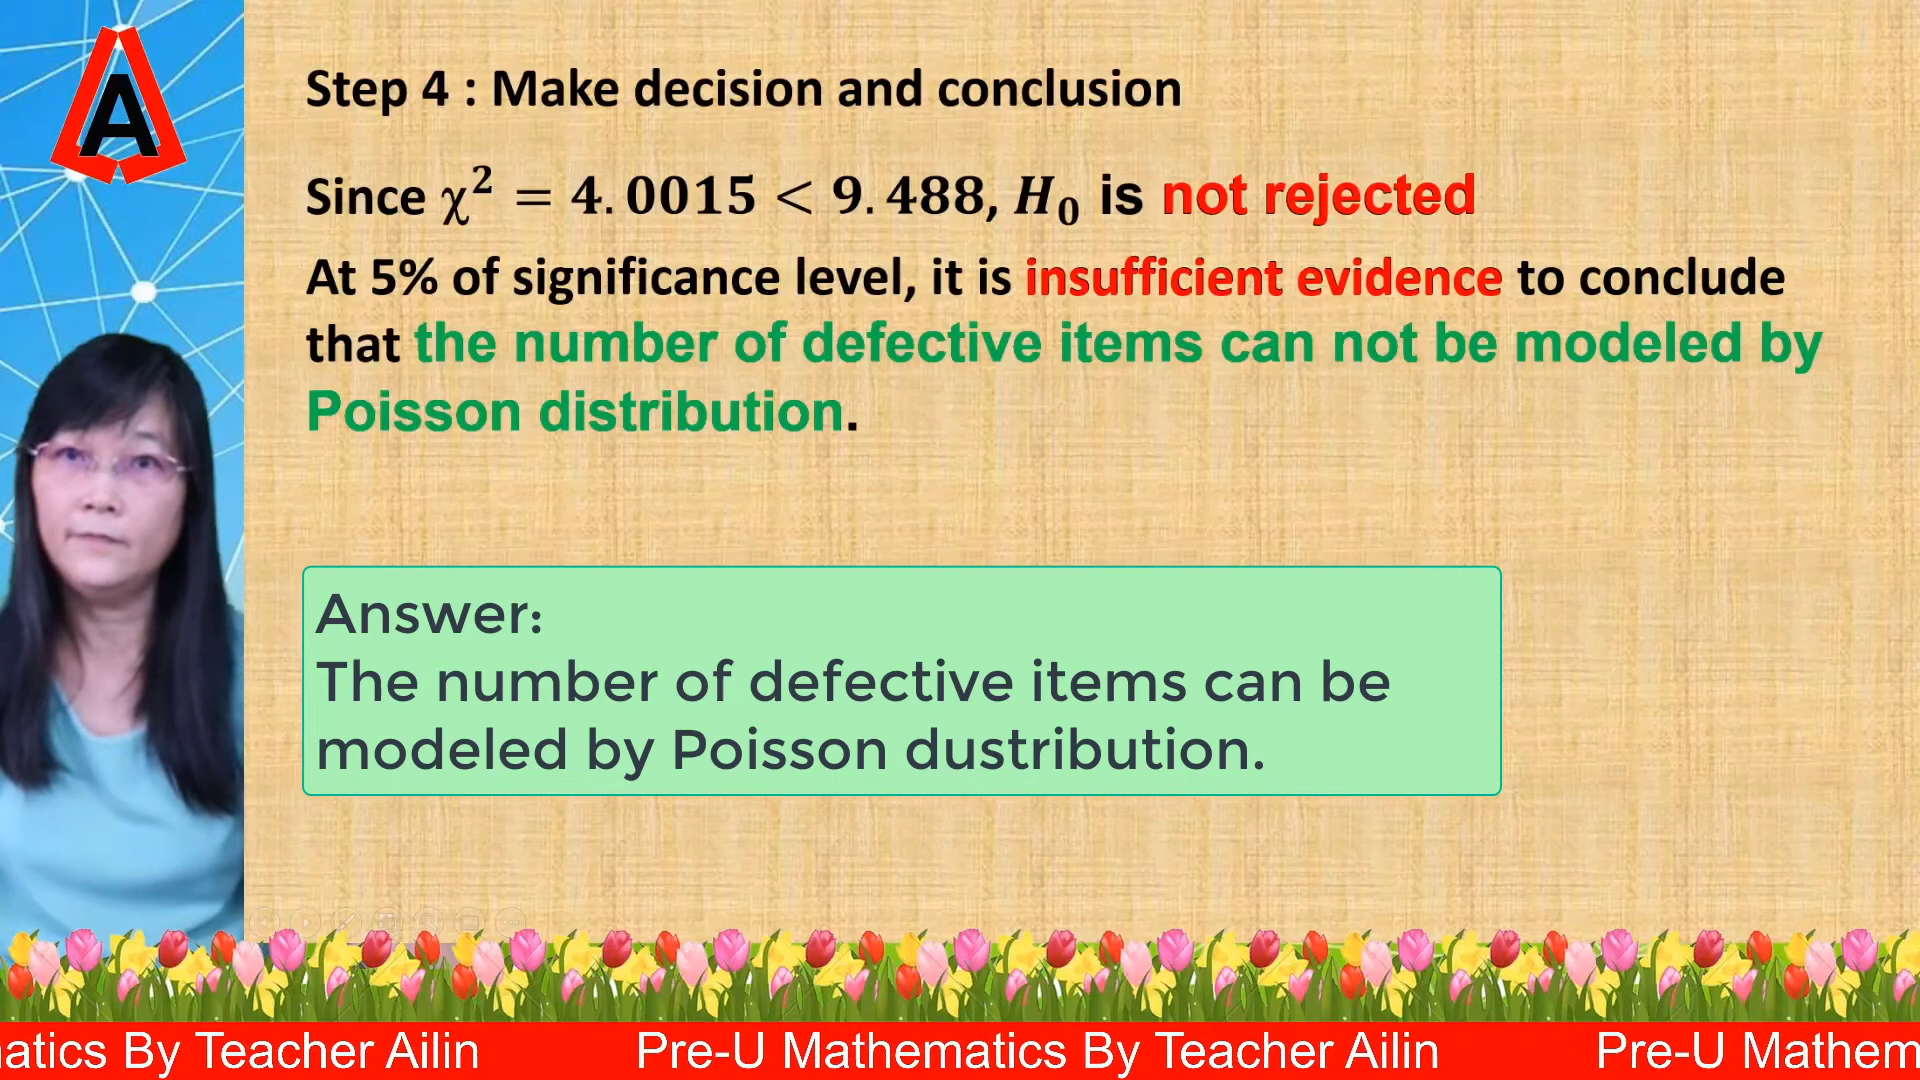 A
Step 4 : Make decision and conclusion
Since χ² = 4.0015 < 9.488, H₀ is not rejected
At 5% of significance level, it is insufficient evidence to conclude
that the number of defective items can not be modeled by
Poisson distribution.
Answer:
The number of defective items can be
modeled by Poisson dustribution.
atics By Teacher Ailin Pre-U Mathematics By Teacher Ailin Pre-U Mathem